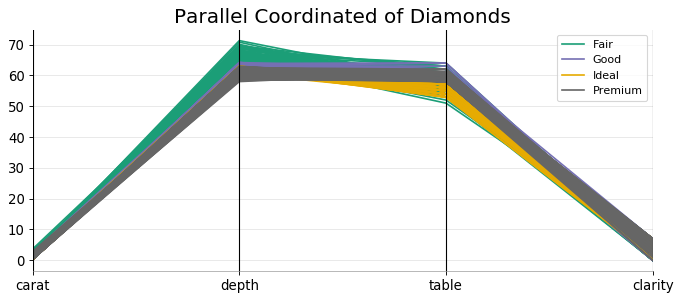 Parallel Coordinated of Diamonds
70
60
50
40
30
20
10
0
Fair
Good
Ideal
Premium
carat depth table clarity